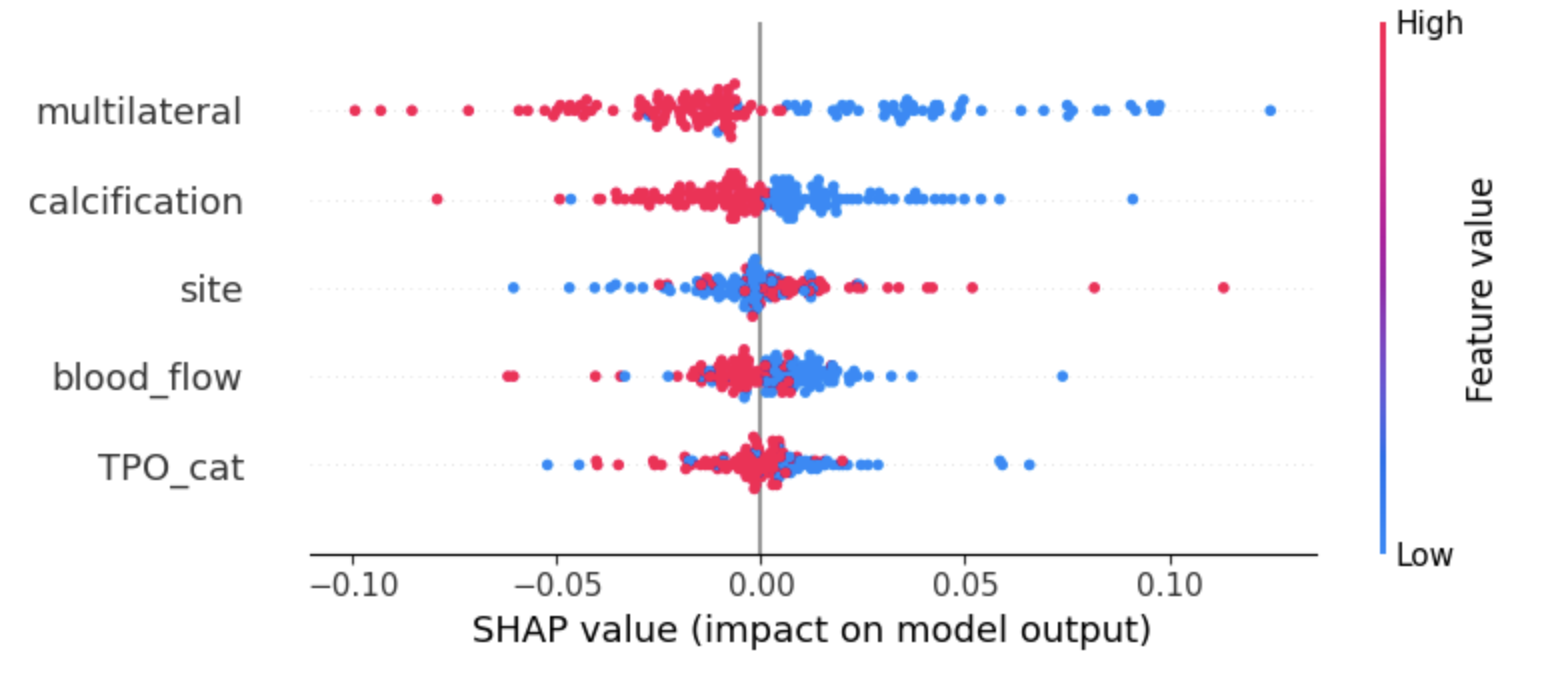 High
multilateral
calcification
site
blood_flow
TPO_cat
Feature value
Low
−0.10 −0.05 0.00 0.05 0.10
SHAP value (impact on model output)